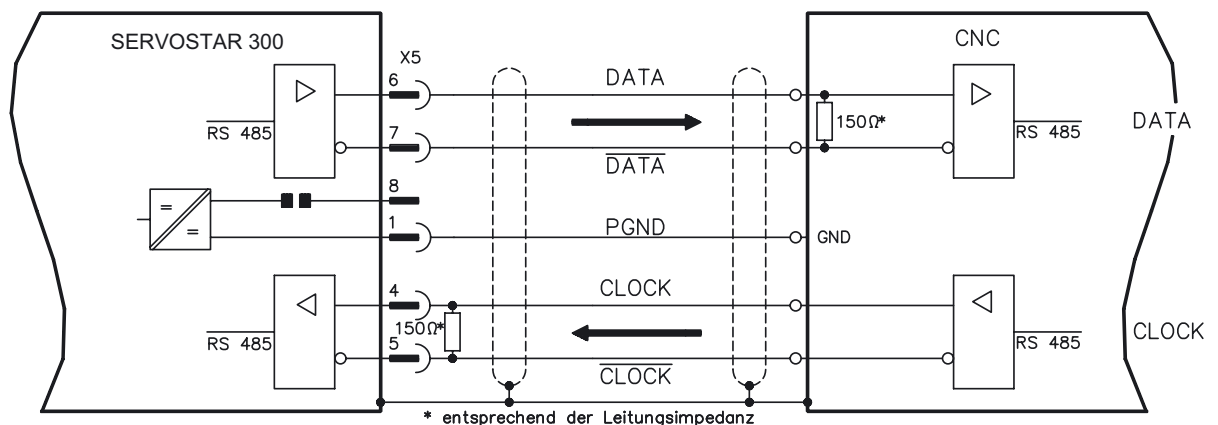 SERVOSTAR 300
CNC
X5
6
DATA
RS 485
150Ω*
RS 485
DATA
7
DATA
8
=
=
1
PGND
GND
4
CLOCK
RS 485
150Ω*
RS 485
CLOCK
5
CLOCK
* entsprechend der Leitungsimpedanz